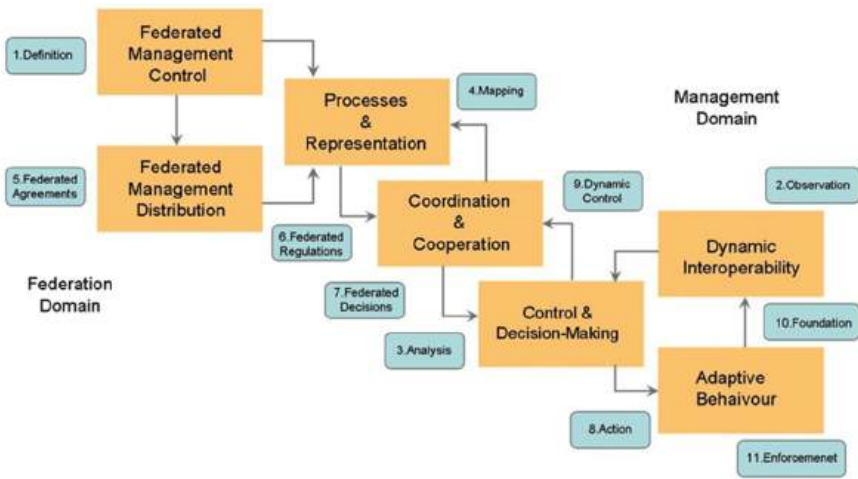 Federated
Management
Control
1.Definition
Processes
&
Representation
4.Mapping
Management
Domain
Federated
Management
Distribution
5.Federated
Agreements
9.Dynamic
Control
2.Observation
Coordination
&
Cooperation
6.Federated
Regulations
Dynamic
Interoperability
Federation
Domain
7.Federated
Decisions
Control &
Decision-Making
10.Foundation
3.Analysis
Adaptive
Behaivour
8.Action
11.Enforcemenet